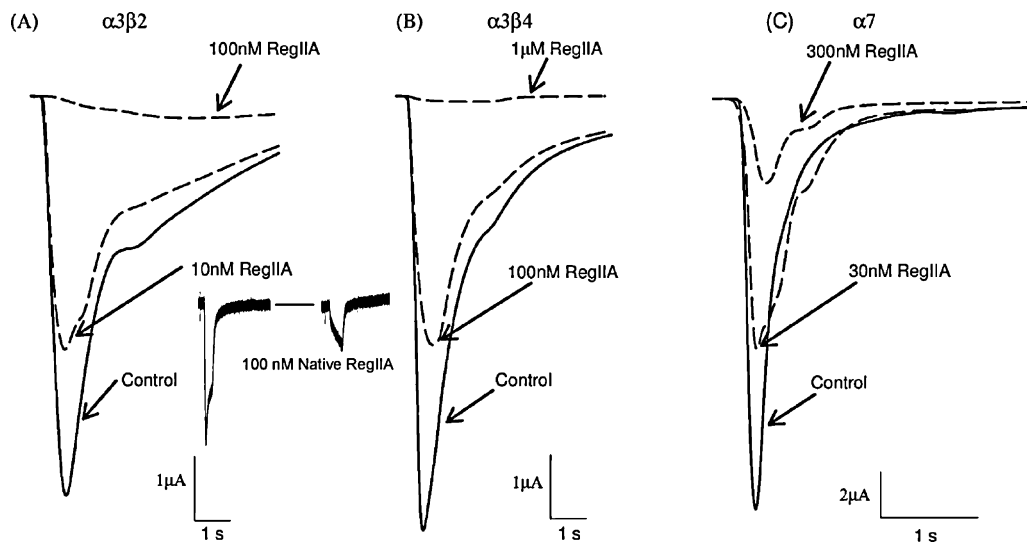 (A) α3β2
100nM RegIIA
10nM RegIIA
Control
100 nM Native RegIIA
1μA
1 s
(B) α3β4
1μM RegIIA
100nM RegIIA
Control
1μA
1 s
(C) α7
300nM RegIIA
30nM RegIIA
Control
2μA
1 s